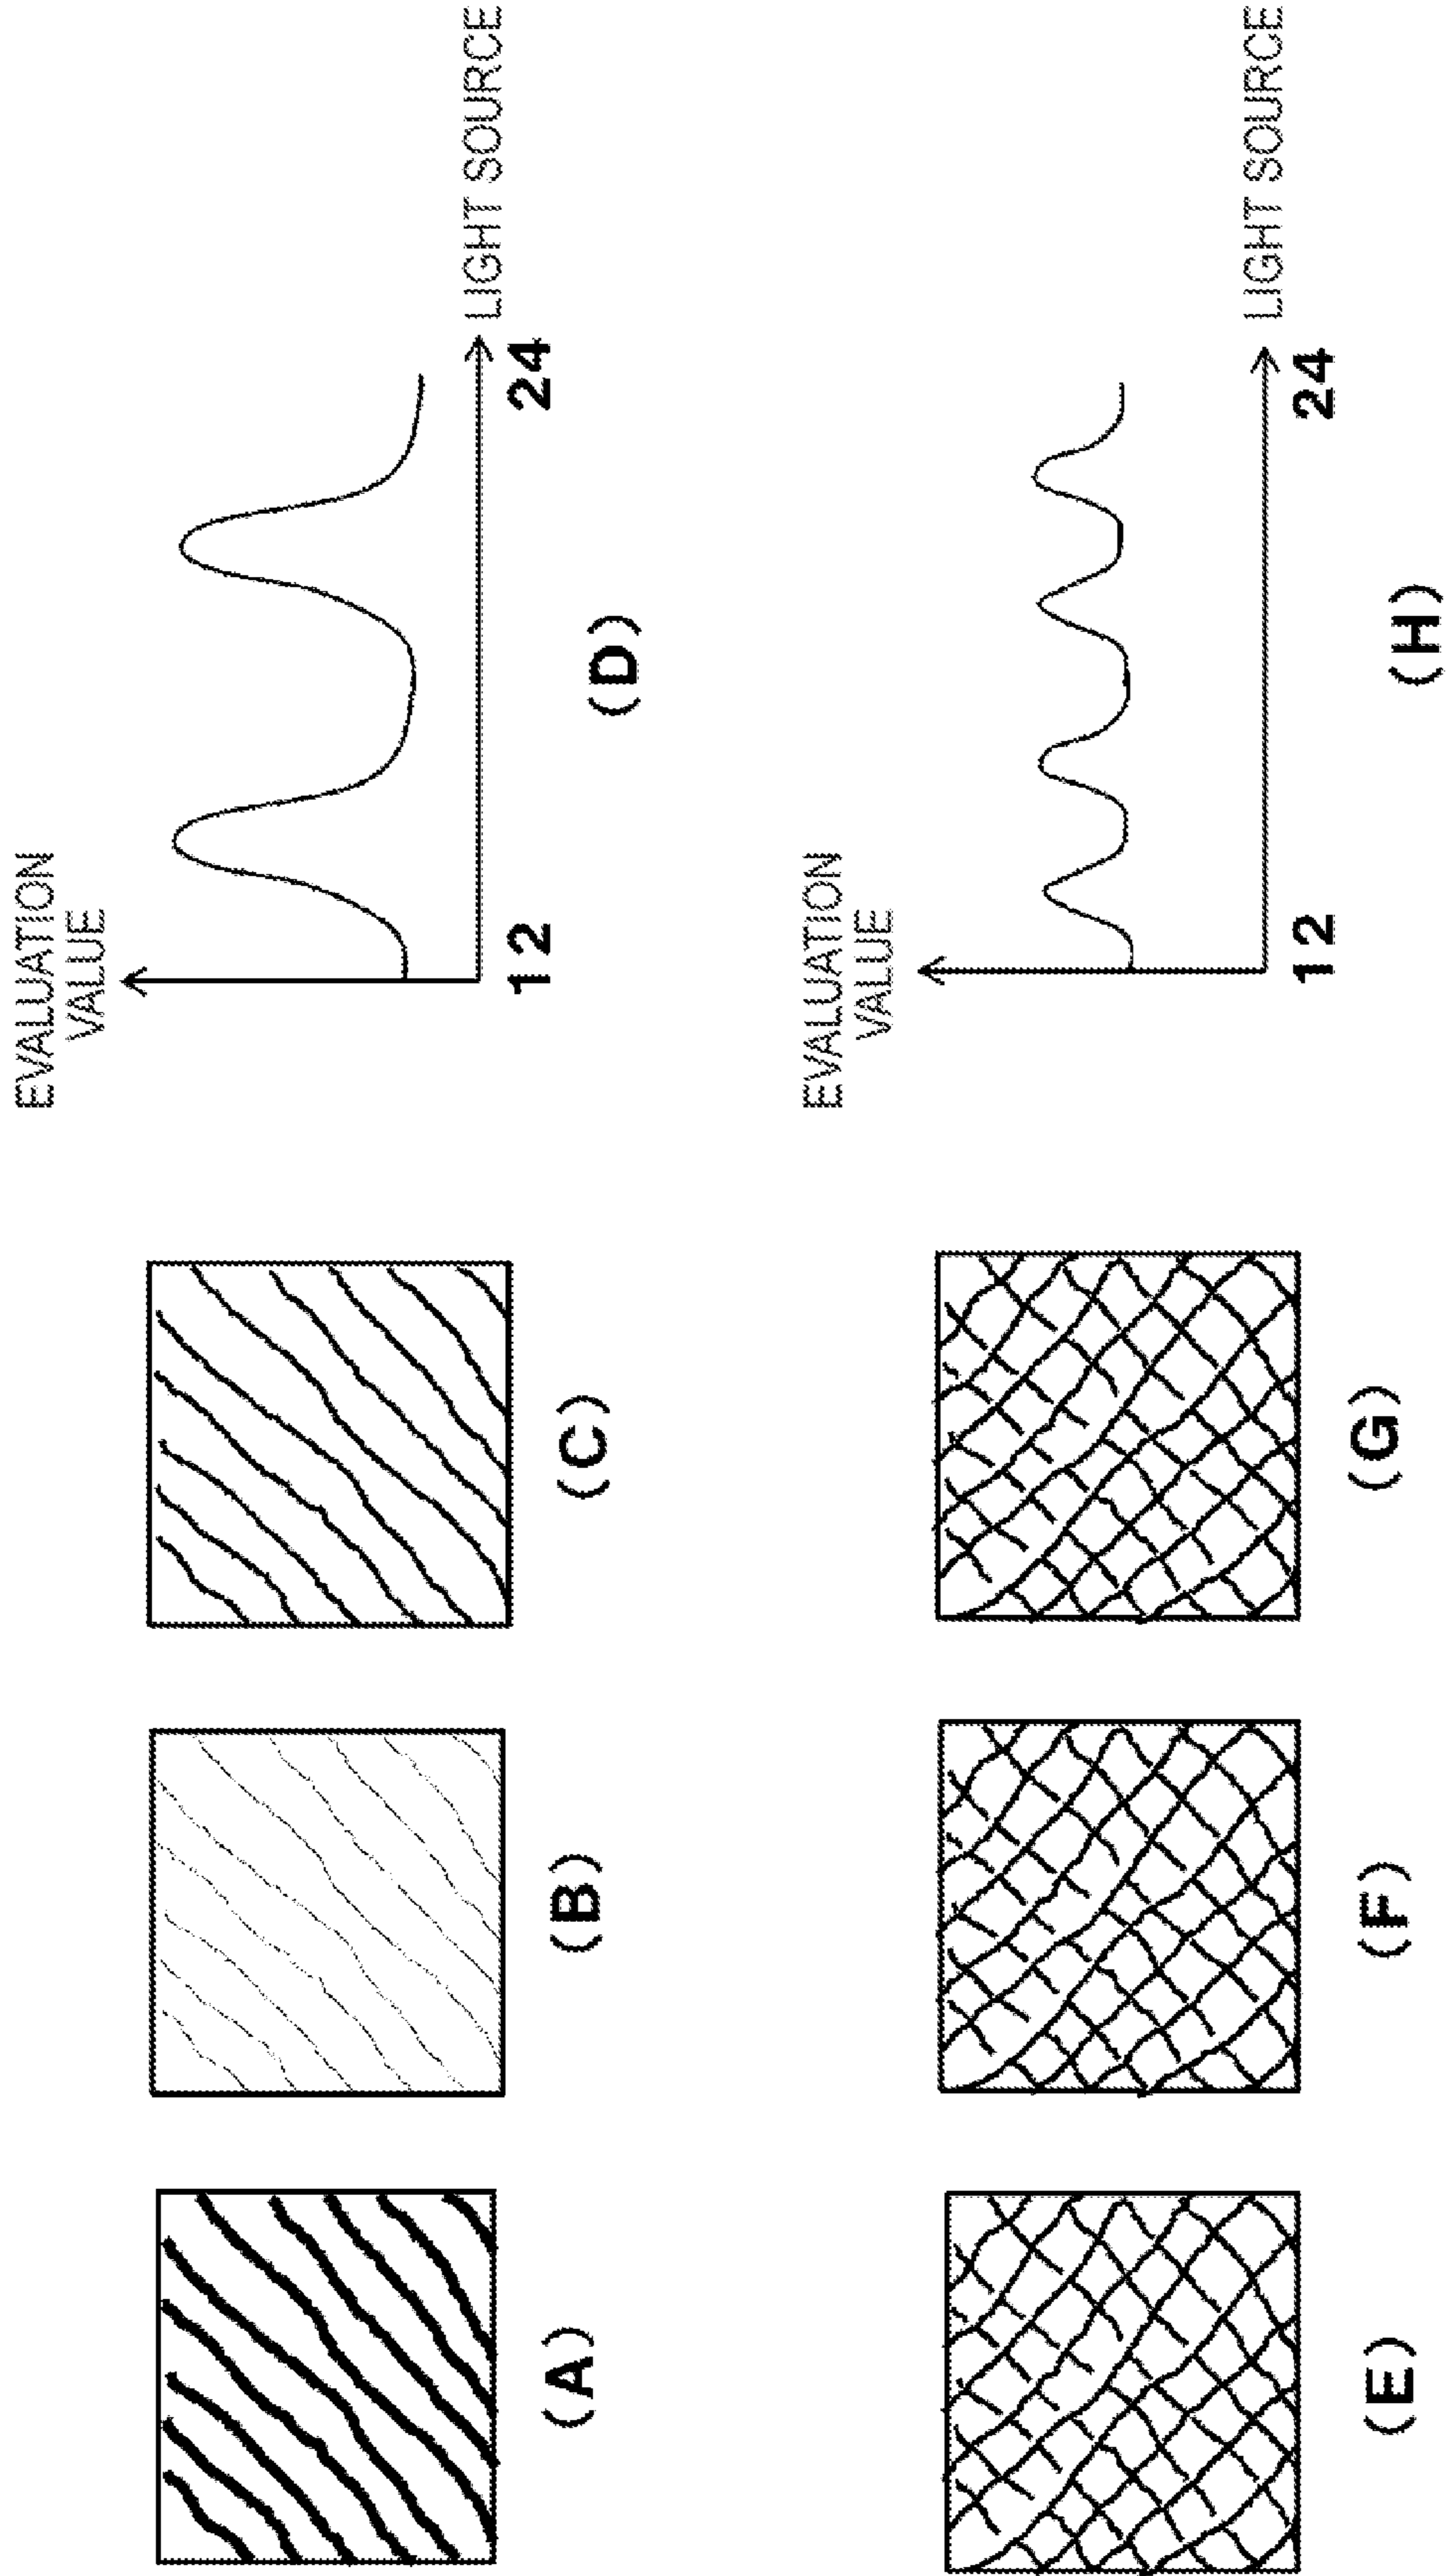 (A)
(B)
(C)
EVALUATION
VALUE
12
24
LIGHT SOURCE
(D)
(E)
(F)
(G)
EVALUATION
VALUE
12
24
LIGHT SOURCE
(H)